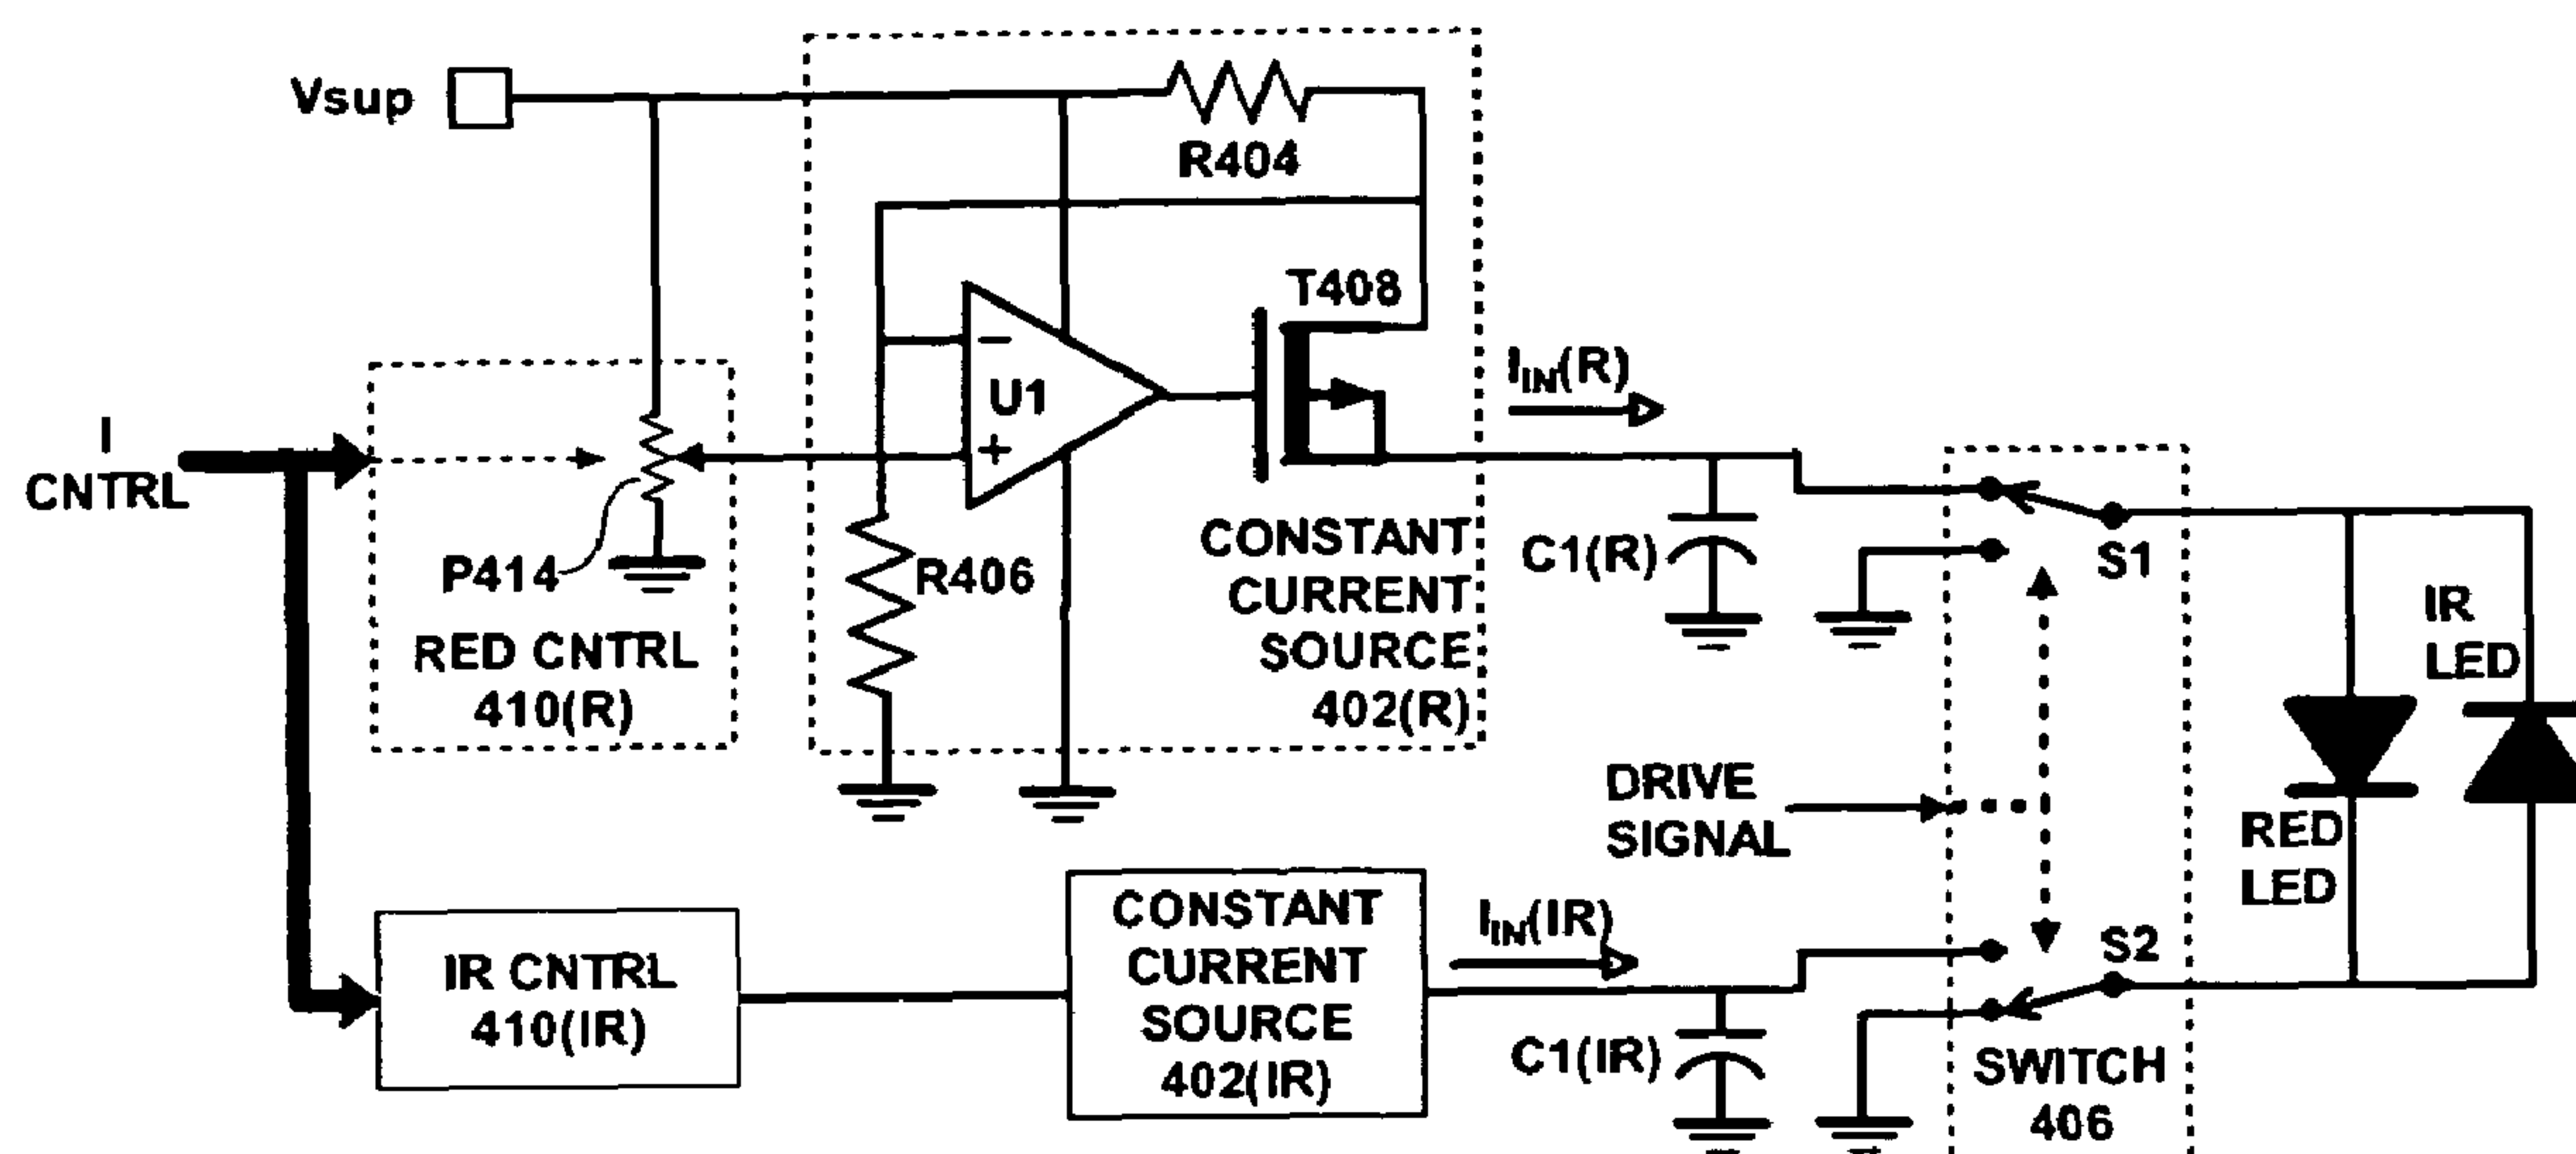 Vsup
R404
T408
−
U1
+
I
CNTRL
P414
RED CNTRL
410(R)
R406
CONSTANT
CURRENT
SOURCE
402(R)
IIN(R)
C1(R)
S1
IR
LED
DRIVE
SIGNAL
RED
LED
IR CNTRL
410(IR)
CONSTANT
CURRENT
SOURCE
402(IR)
IIN(IR)
C1(IR)
S2
SWITCH
406